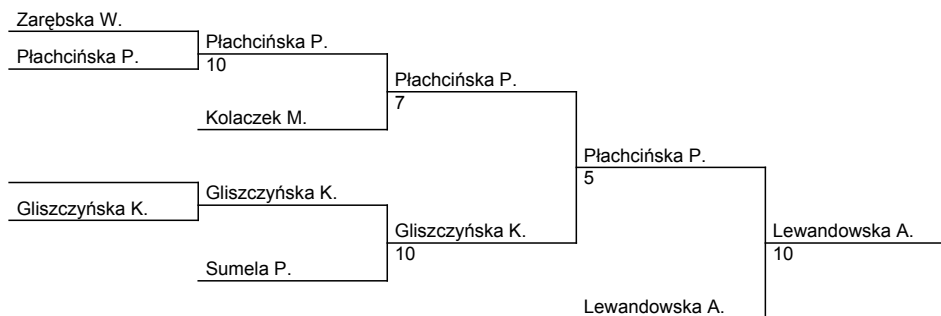 Zarębska W.
Płachcińska P.
Płachcińska P.
10
Płachcińska P.
7
Kolaczek M.
Płachcińska P.
5
Gliszczyńska K.
Gliszczyńska K.
Gliszczyńska K.
10
Lewandowska A.
10
Sumela P.
Lewandowska A.